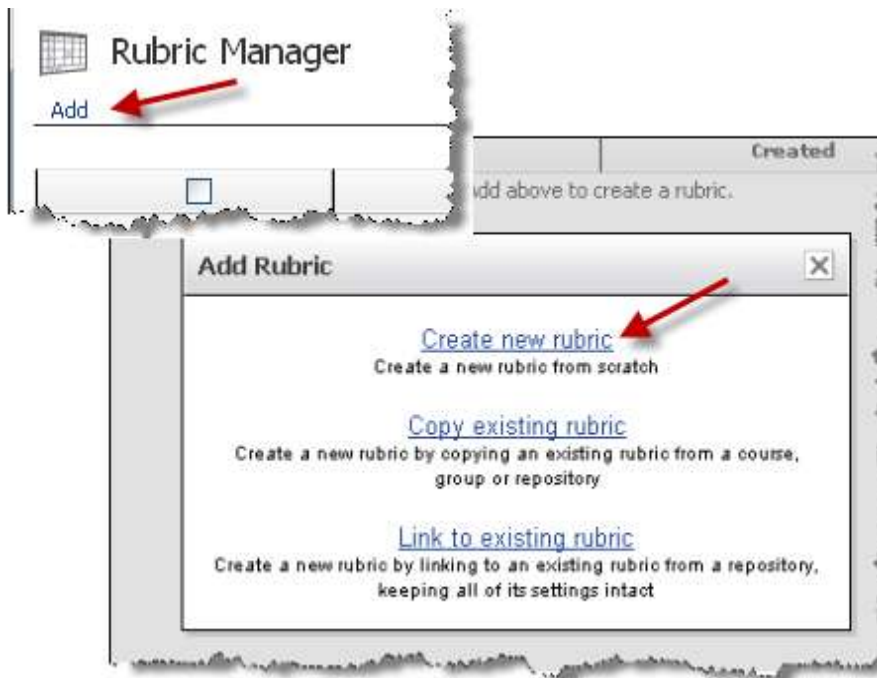 Rubric Manager
Add
Created
Add above to create a rubric.
Add Rubric
Create new rubric
Create a new rubric from scratch
Copy existing rubric
Create a new rubric by copying an existing rubric from a course,
group or repository
Link to existing rubric
Create a new rubric by linking to an existing rubric from a repository,
keeping all of its settings intact